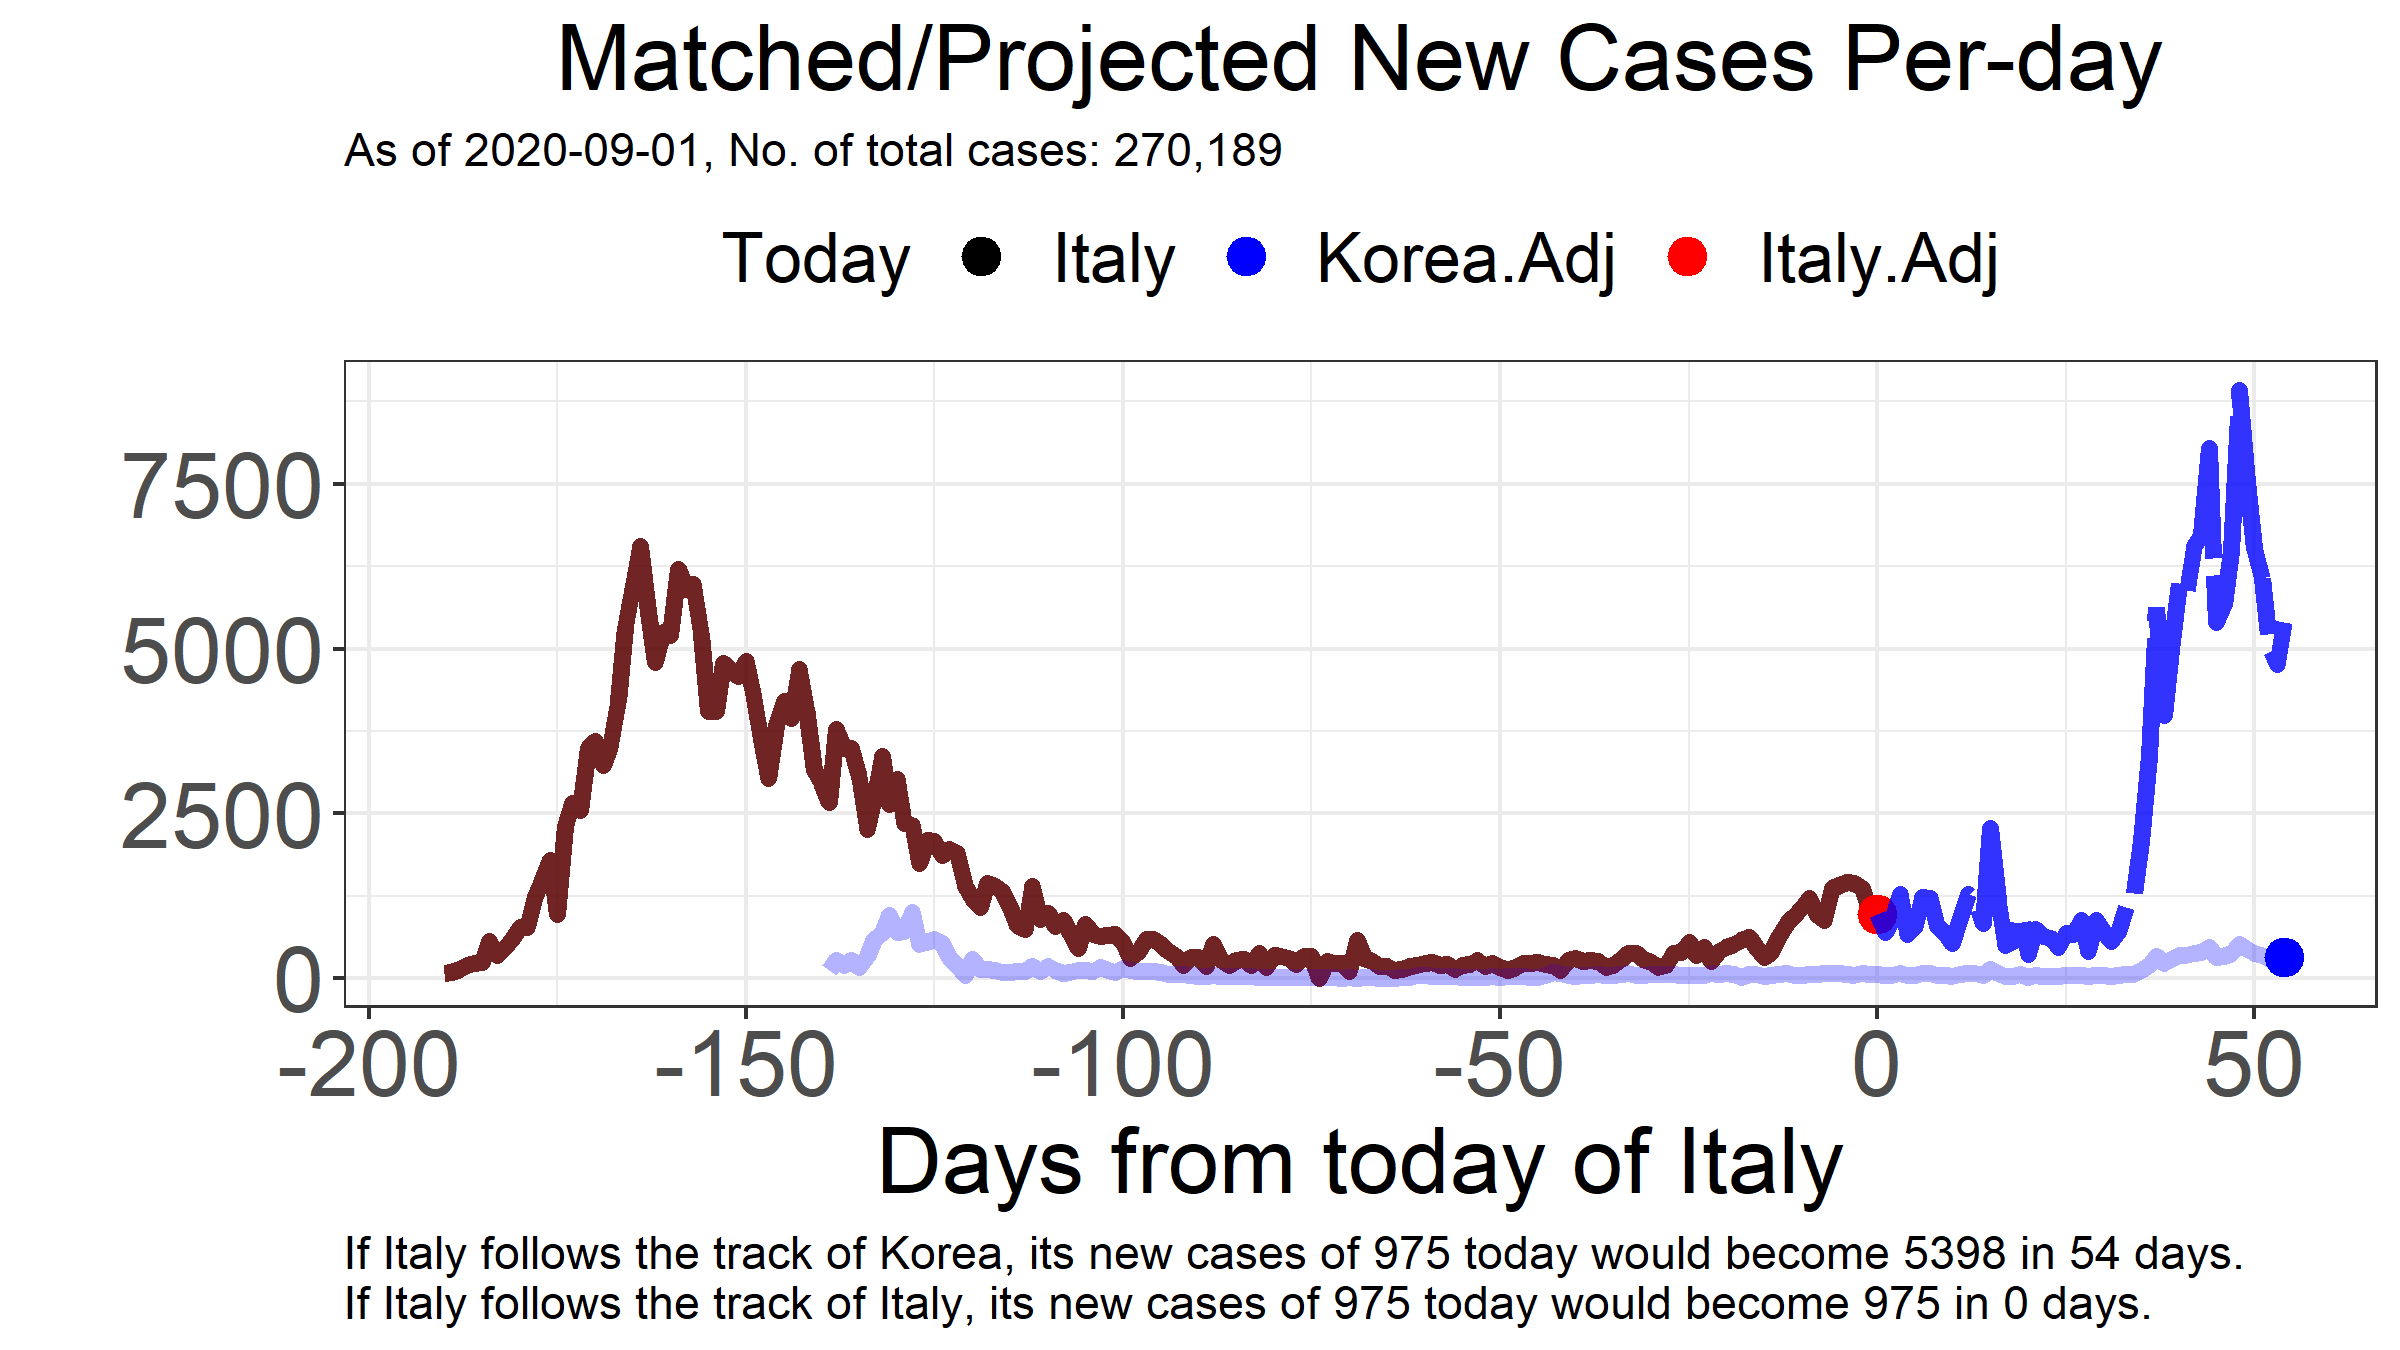 Matched/Projected New Cases Per-day
As of 2020-09-01, No. of total cases: 270,189
Today Italy Korea.Adj Italy.Adj
7500
5000
2500
0
-200 -150 -100 -50 0 50
Days from today of Italy
If Italy follows the track of Korea, its new cases of 975 today would become 5398 in 54 days.
If Italy follows the track of Italy, its new cases of 975 today would become 975 in 0 days.